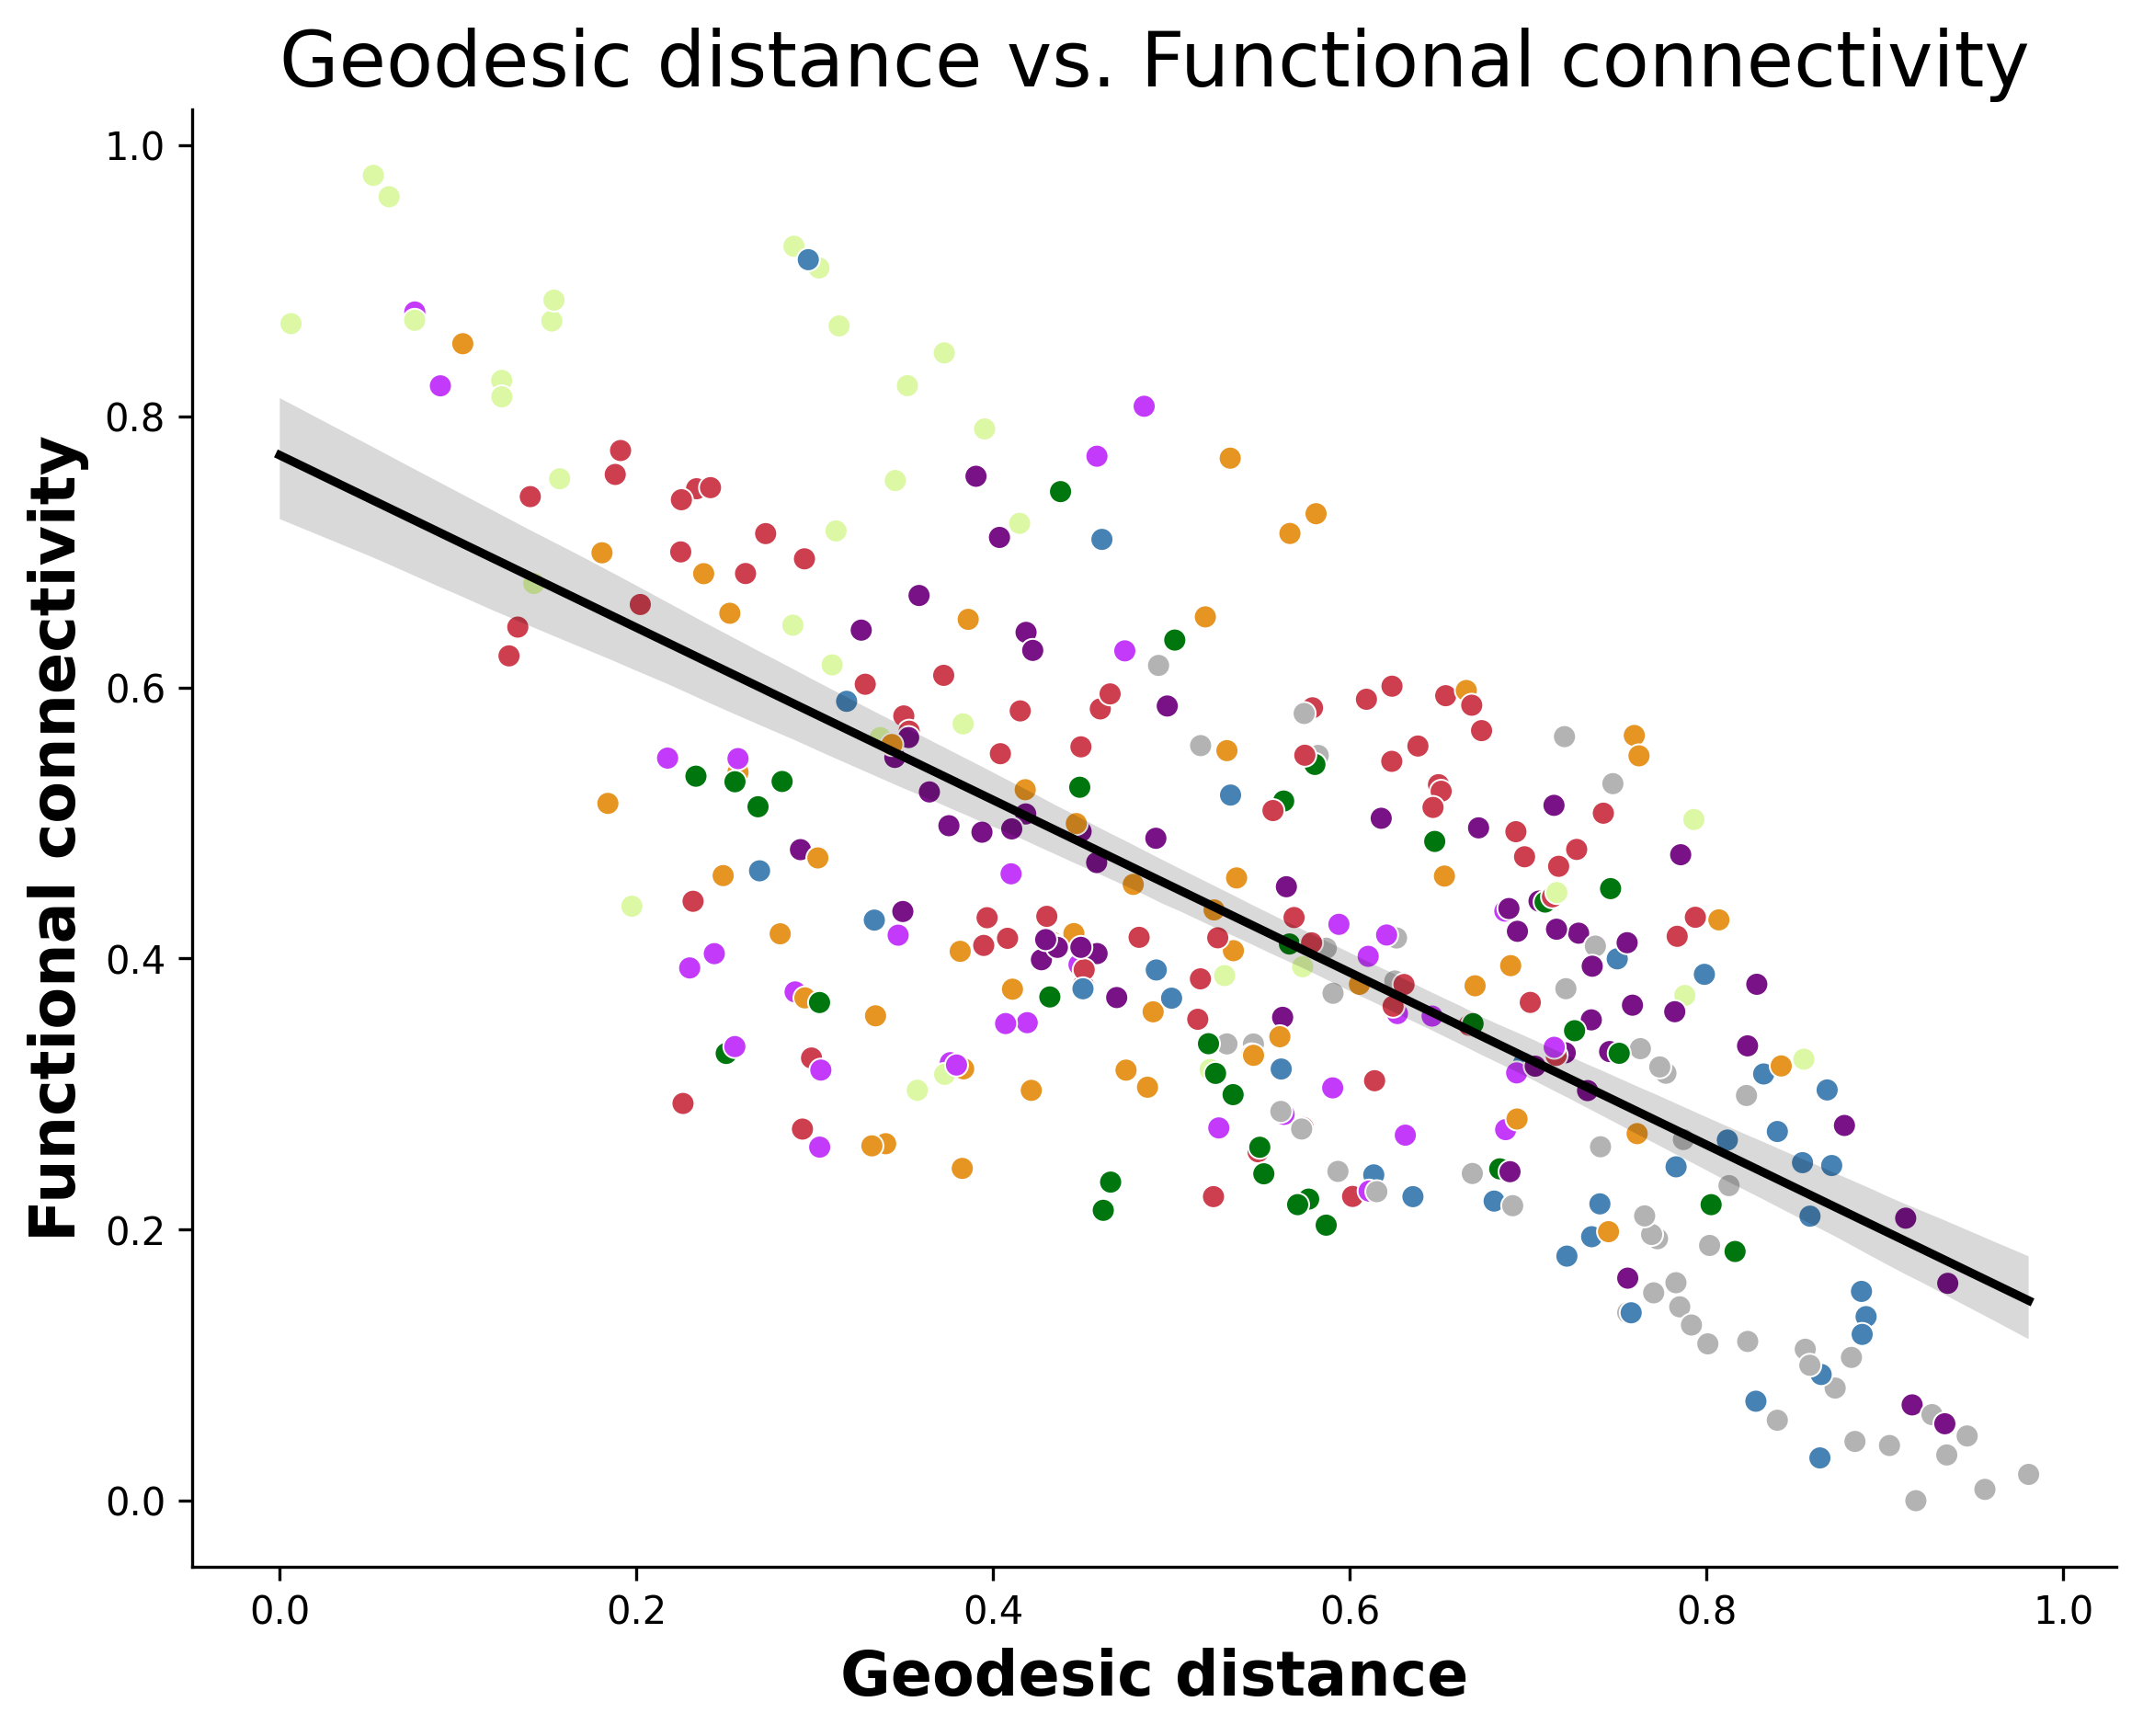 Geodesic distance vs. Functional connectivity
Functional connectivity
1.0
0.8
0.6
0.4
0.2
0.0
0.0 0.2 0.4 0.6 0.8 1.0
Geodesic distance